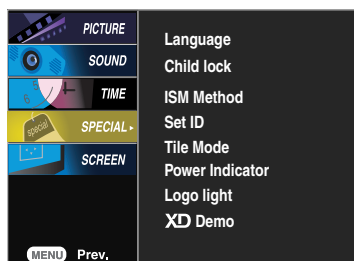 PICTURE
SOUND
TIME
special
SPECIAL
SCREEN
MENU Prev.
Language
Child lock
ISM Method
Set ID
Tile Mode
Power Indicator
Logo light
XD Demo